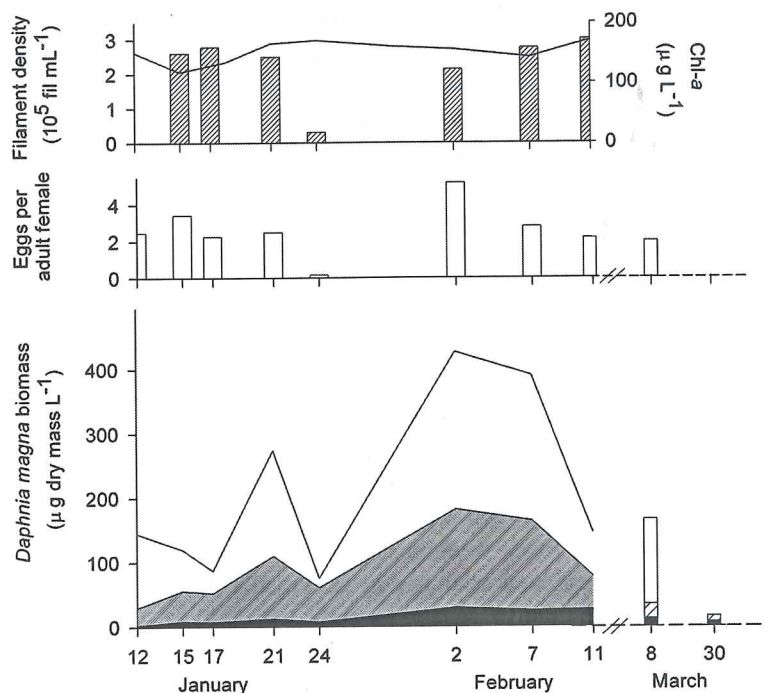 Filament density
(10⁵ fil mL⁻¹)
3
2
1
0
200
100
0
Chl-a
(μg L⁻¹)
Eggs per
adult female
4
2
0
Daphnia magna biomass
(μg dry mass L⁻¹)
400
300
200
100
0
12 15 17 21 24 2 7 11 8 30
January February March